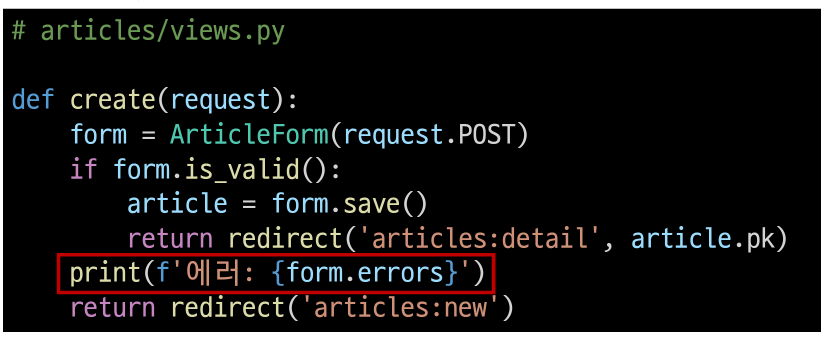 # articles/views.py
def create(request):
    form = ArticleForm(request.POST)
    if form.is_valid():
        article = form.save()
        return redirect('articles:detail', article.pk)
    print(f'에러: {form.errors}')
    return redirect('articles:new')